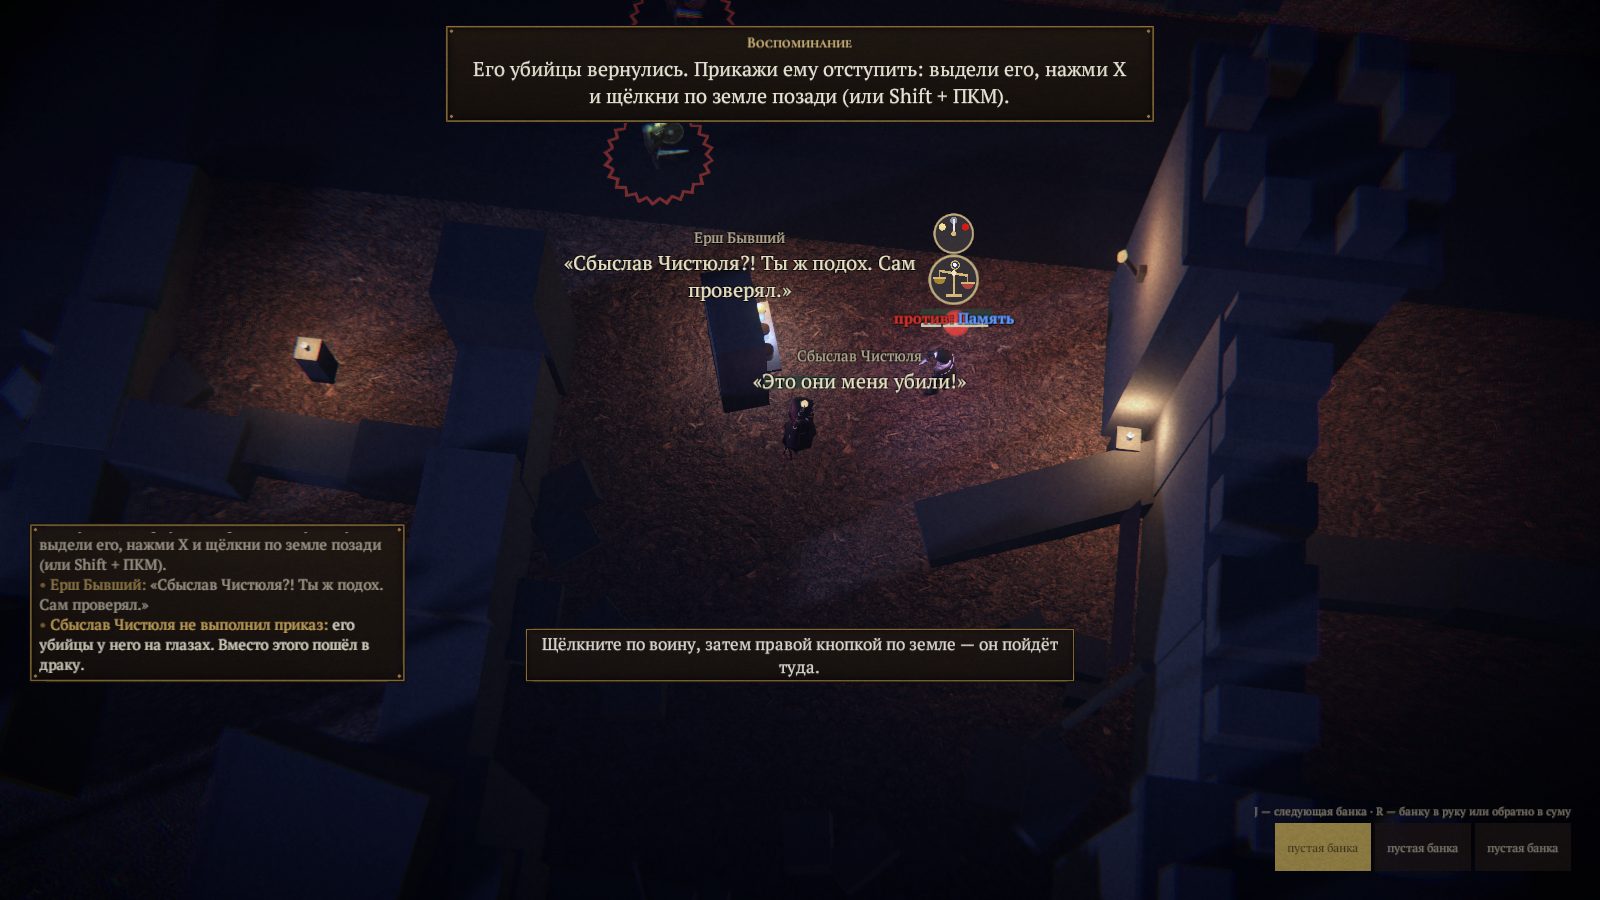 Воспоминание
Его убийцы вернулись. Прикажи ему отступить: выдели его, нажми X
и щёлкни по земле позади (или Shift + ПКМ).
Ерш Бывший
«Сбыслав Чистюля?! Ты ж подох. Сам
проверял.»
против
Память
Сбыслав Чистюля
«Это они меня убили!»
выдели его, нажми X и щёлкни по земле позади
(или Shift + ПКМ).
• Ерш Бывший: «Сбыслав Чистюля?! Ты ж подох.
Сам проверял.»
• Сбыслав Чистюля не выполнил приказ: его
убийцы у него на глазах. Вместо этого пошёл в
драку.
Щёлкните по воину, затем правой кнопкой по земле — он пойдёт
туда.
J — следующая банка · R — банку в руку или обратно в суму
пустая банка
пустая банка
пустая банка